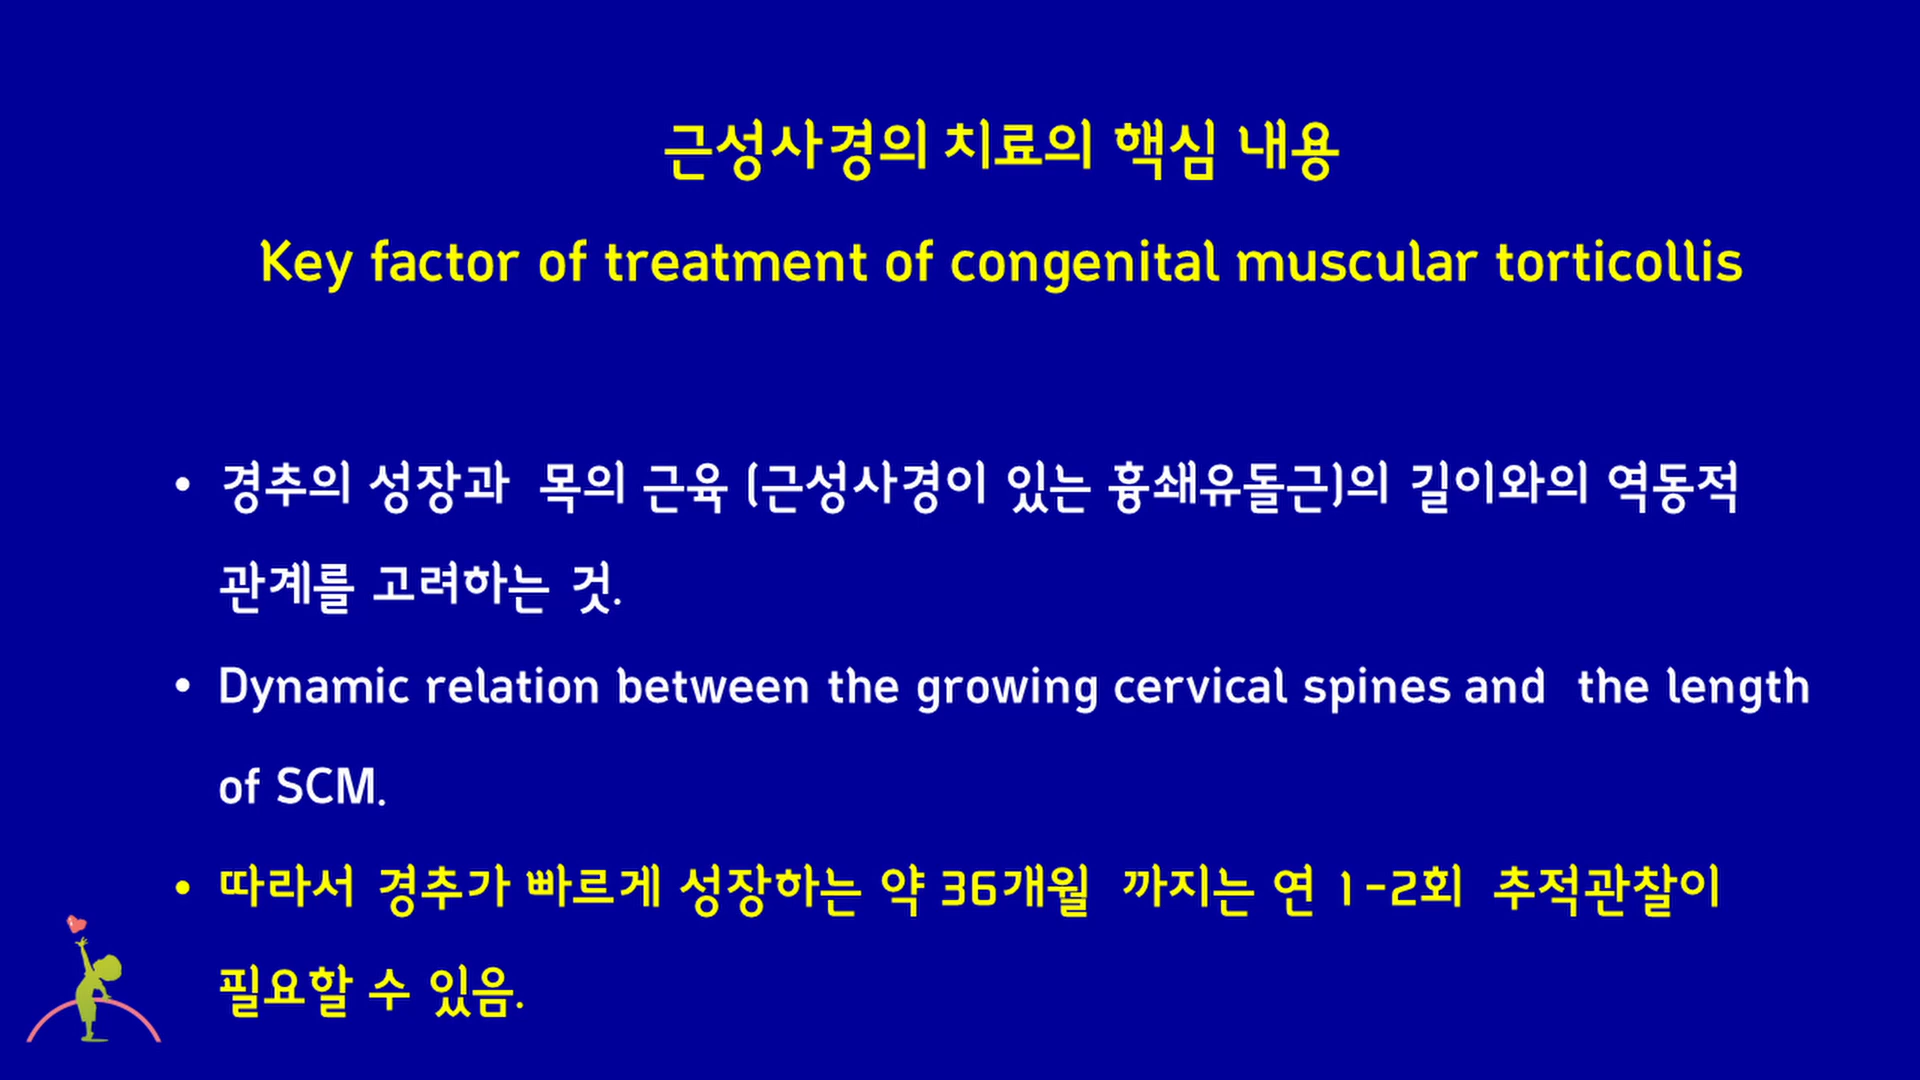 근성사경의 치료의 핵심 내용
Key factor of treatment of congenital muscular torticollis
• 경추의 성장과 목의 근육 (근성사경이 있는 흉쇄유돌근)의 길이와의 역동적
관계를 고려하는 것.
• Dynamic relation between the growing cervical spines and the length
of SCM.
• 따라서 경추가 빠르게 성장하는 약 36개월 까지는 연 1-2회 추적관찰이
필요할 수 있음.